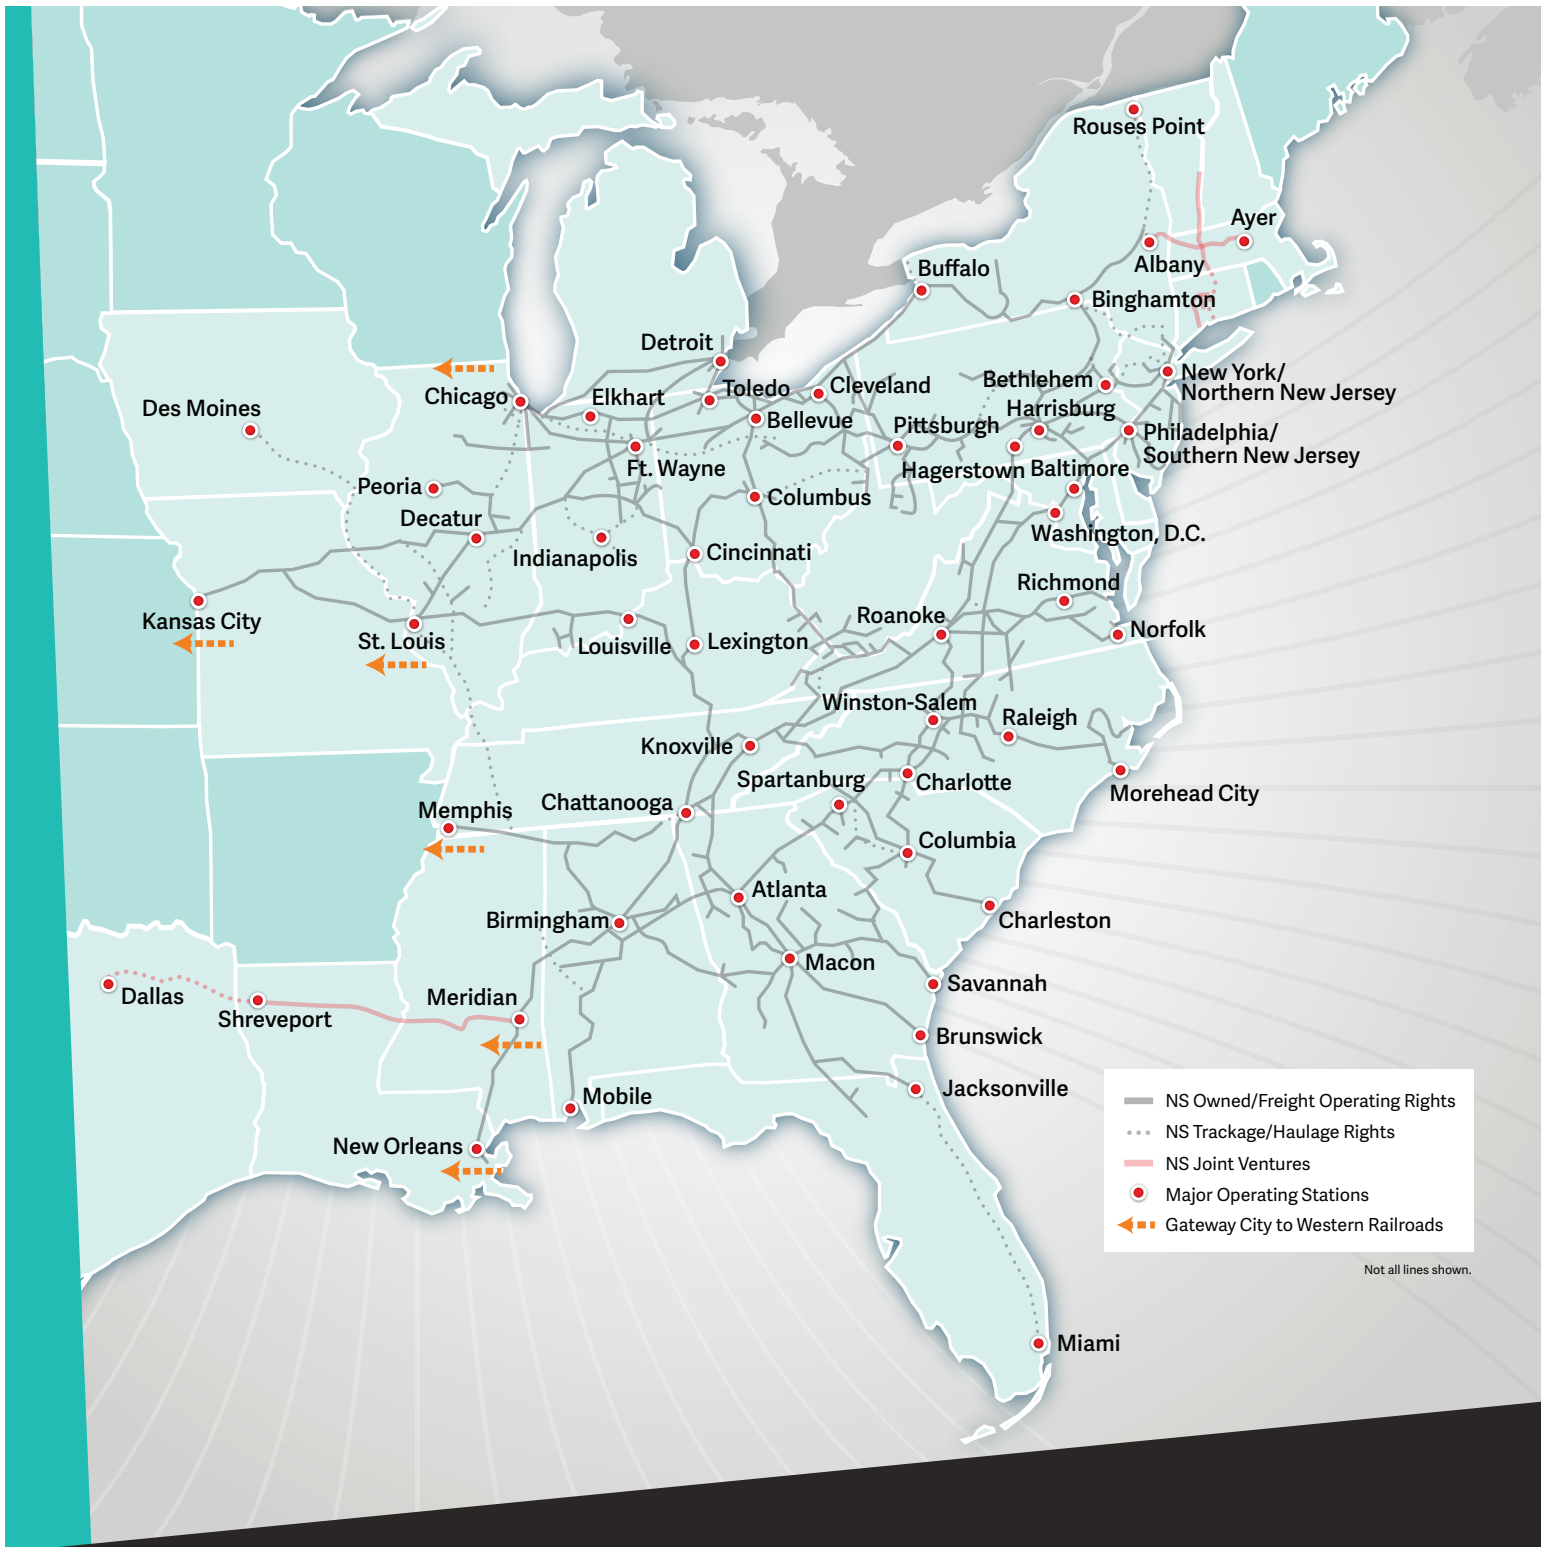 Rouses Point
Ayer
Albany
Buffalo
Binghamton
Detroit
Chicago
Elkhart
Toledo
Cleveland
Bethlehem
New York/
Northern New Jersey
Des Moines
Bellevue
Pittsburgh
Harrisburg
Philadelphia/
Southern New Jersey
Ft. Wayne
Hagerstown
Baltimore
Peoria
Columbus
Decatur
Washington, D.C.
Indianapolis
Cincinnati
Richmond
Kansas City
St. Louis
Louisville
Lexington
Roanoke
Norfolk
Winston-Salem
Raleigh
Knoxville
Spartanburg
Charlotte
Morehead City
Memphis
Chattanooga
Columbia
Atlanta
Birmingham
Charleston
Macon
Dallas
Shreveport
Meridian
Savannah
Brunswick
Jacksonville
Mobile
New Orleans
NS Owned/Freight Operating Rights
NS Trackage/Haulage Rights
NS Joint Ventures
Major Operating Stations
Gateway City to Western Railroads
Not all lines shown.
Miami